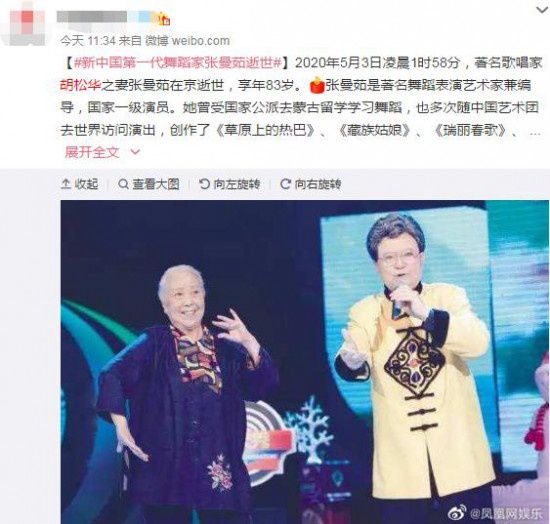 今天 11:34 来自 微博 weibo.com
【#新中国第一代舞蹈家张曼茹逝世#】2020年5月3日凌晨1时58分，著名歌唱家
胡松华之妻张曼茹在京逝世，享年83岁。张曼茹是著名舞蹈表演艺术家兼编
导，国家一级演员。她曾受国家公派去蒙古留学学习舞蹈，也多次随中国艺术团
去世界访问演出，创作了《草原上的热巴》、《藏族姑娘》、《瑞丽春歌》、 ...
展开全文
收起 查看大图 向左旋转 向右旋转
@凤凰网娱乐